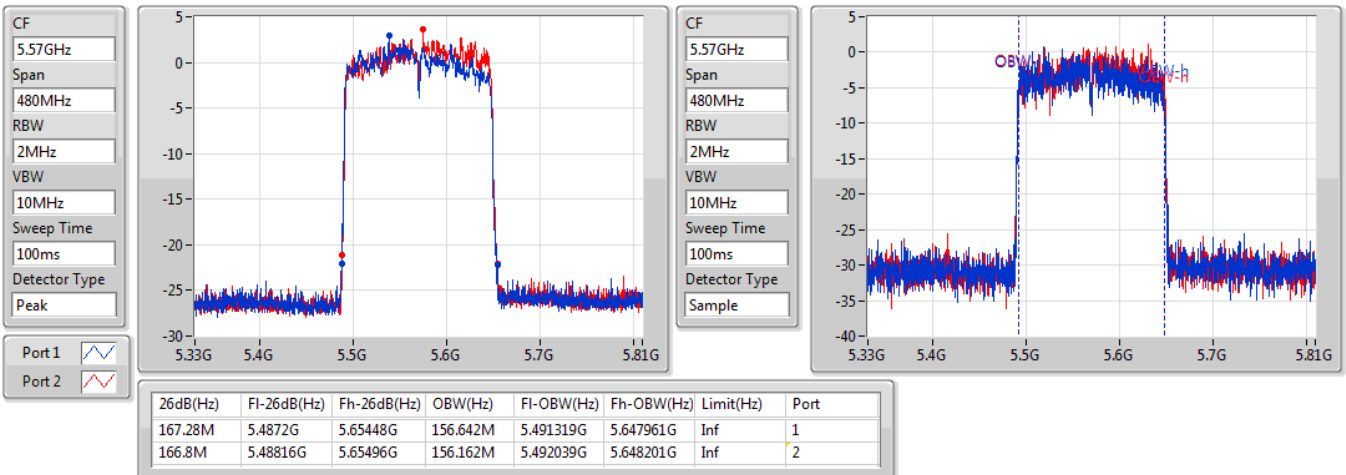 CF
5.57GHz
Span
480MHz
RBW
2MHz
VBW
10MHz
Sweep Time
100ms
Detector Type
Peak
Port 1
Port 2
5
0
-5
-10
-15
-20
-25
-30
5.33G 5.4G 5.5G 5.6G 5.7G 5.81G
CF
5.57GHz
Span
480MHz
RBW
2MHz
VBW
10MHz
Sweep Time
100ms
Detector Type
Sample
5
0
-5
-10
-15
-20
-25
-30
-35
-40
5.33G 5.4G 5.5G 5.6G 5.7G 5.81G
26dB(Hz) Fl-26dB(Hz) Fh-26dB(Hz) OBW(Hz) Fl-OBW(Hz) Fh-OBW(Hz) Limit(Hz) Port
167.28M 5.4872G 5.65448G 156.642M 5.491319G 5.647961G Inf 1
166.8M 5.48816G 5.65496G 156.162M 5.492039G 5.648201G Inf 2